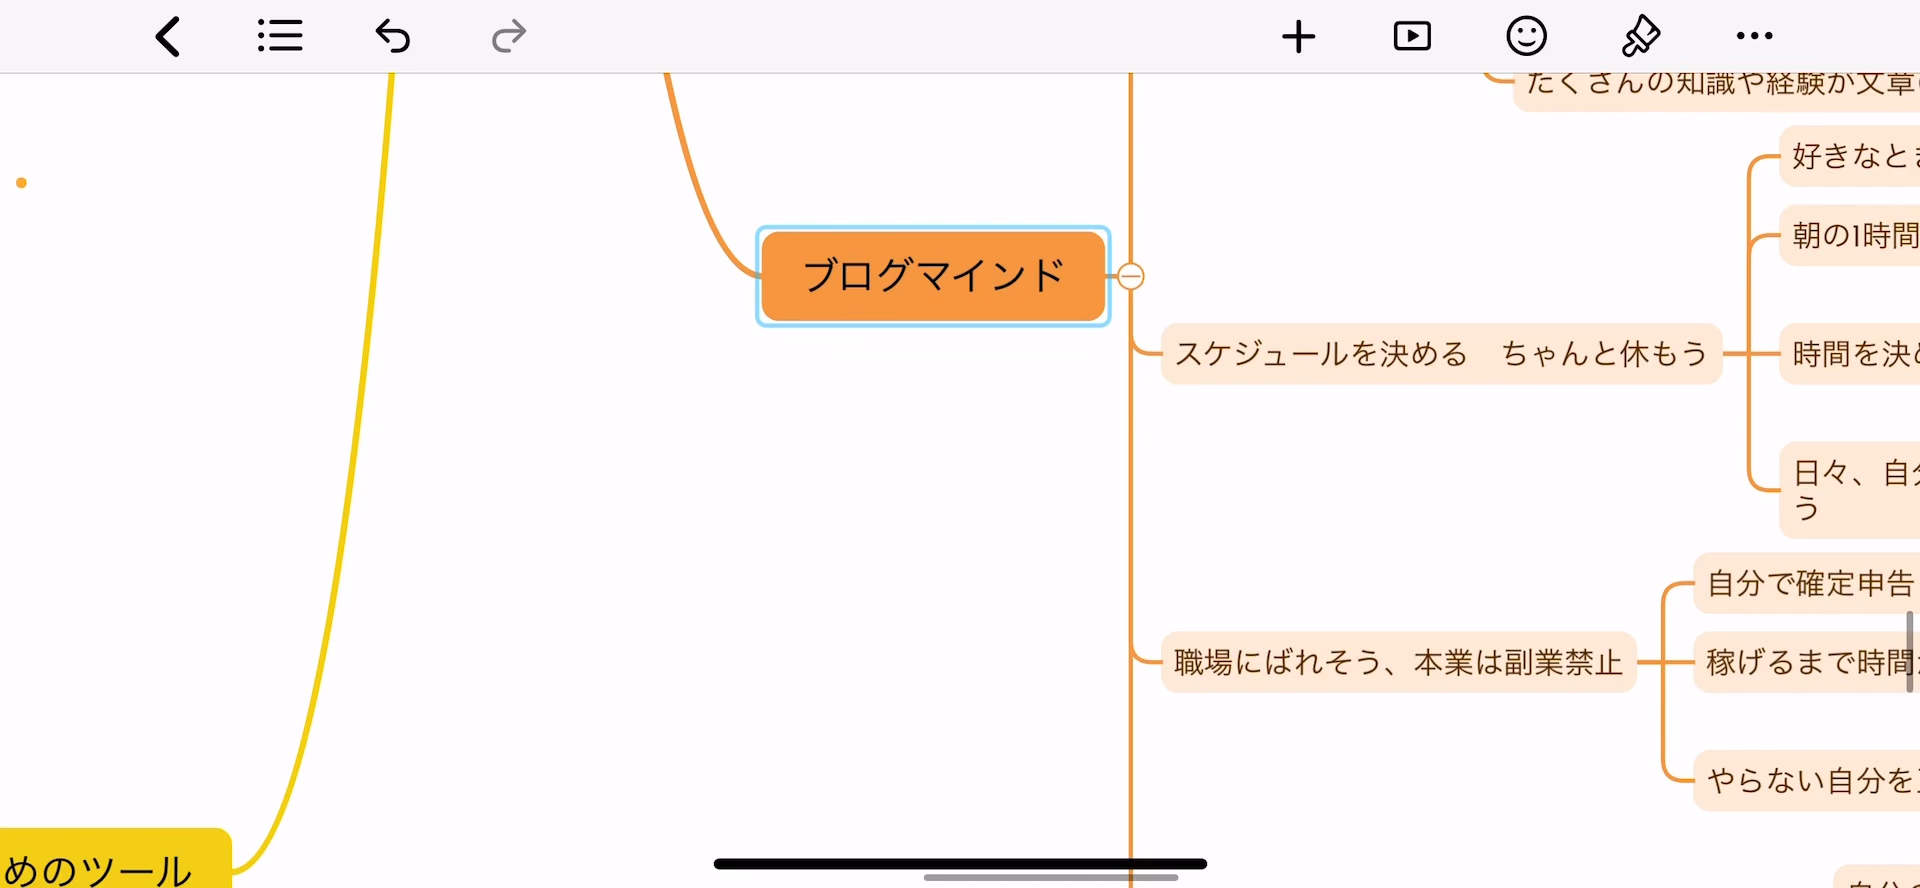 たくさんの知識や経験が文章
好きなと
朝の1時間
ブログマインド
スケジュールを決める　ちゃんと休もう
時間を決
日々、自
う
自分で確定申告
職場にばれそう、本業は副業禁止
稼げるまで時間
やらない自分を
めのツール